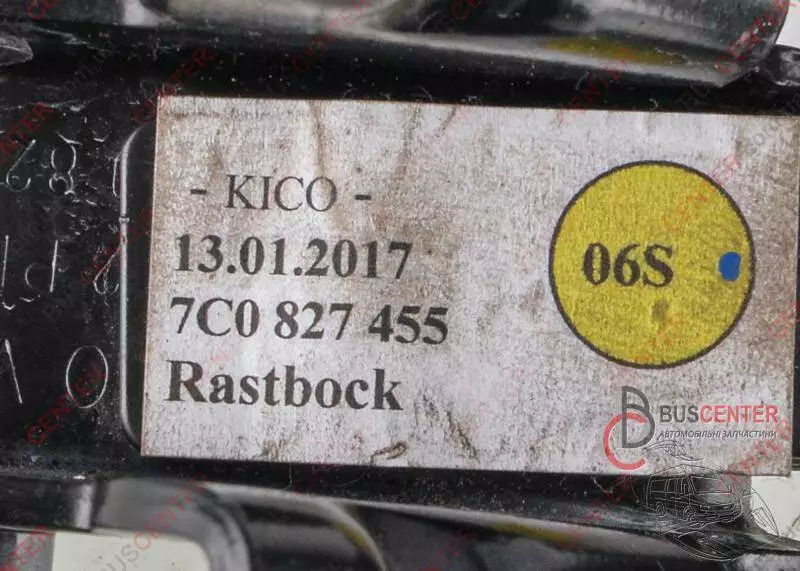 - KICO -
13.01.2017
7C0 827 455
Rastbock
06S
BUSCENTER
АВТОМОБІЛЬНІ ЗАПЧАСТИНИ